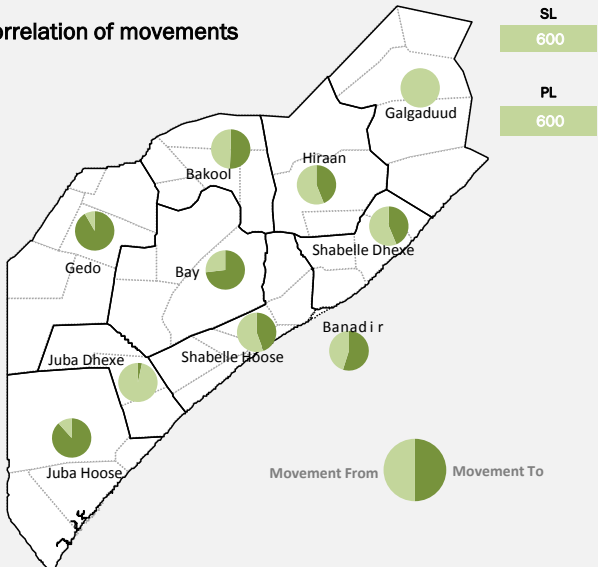 orrelation of movements
SL
600
PL
600
Galgaduud
Hiraan
Bakool
Shabelle Dhexe
Gedo
Bay
Banadir
Juba Dhexe
Shabelle Hoose
Juba Hoose
Movement From
Movement To